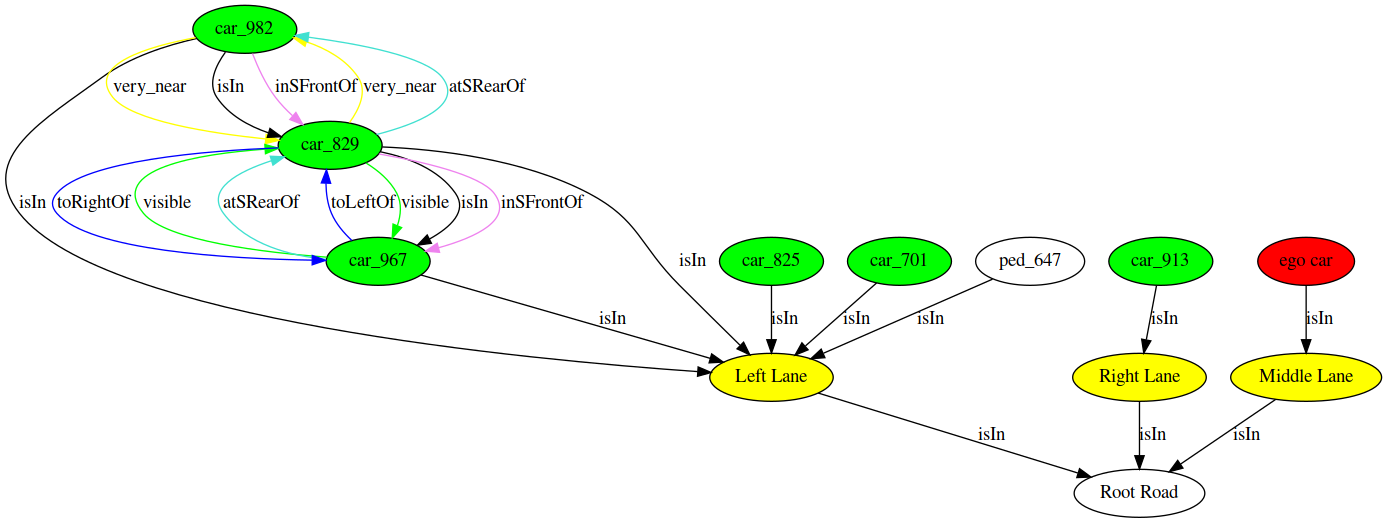 car_982
very_near isIn inSFrontOf very_near atSRearOf
car_829
isIn toRightOf visible atSRearOf toLeftOf visible isIn inSFrontOf
car_967 isIn car_825 car_701 ped_647 car_913 ego car
isIn isIn isIn isIn isIn isIn
Left Lane Right Lane Middle Lane
isIn isIn isIn
Root Road